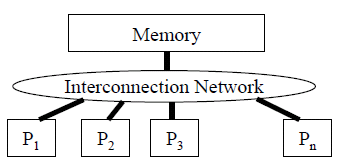 Memory
Interconnection Network
P1 P2 P3 Pn